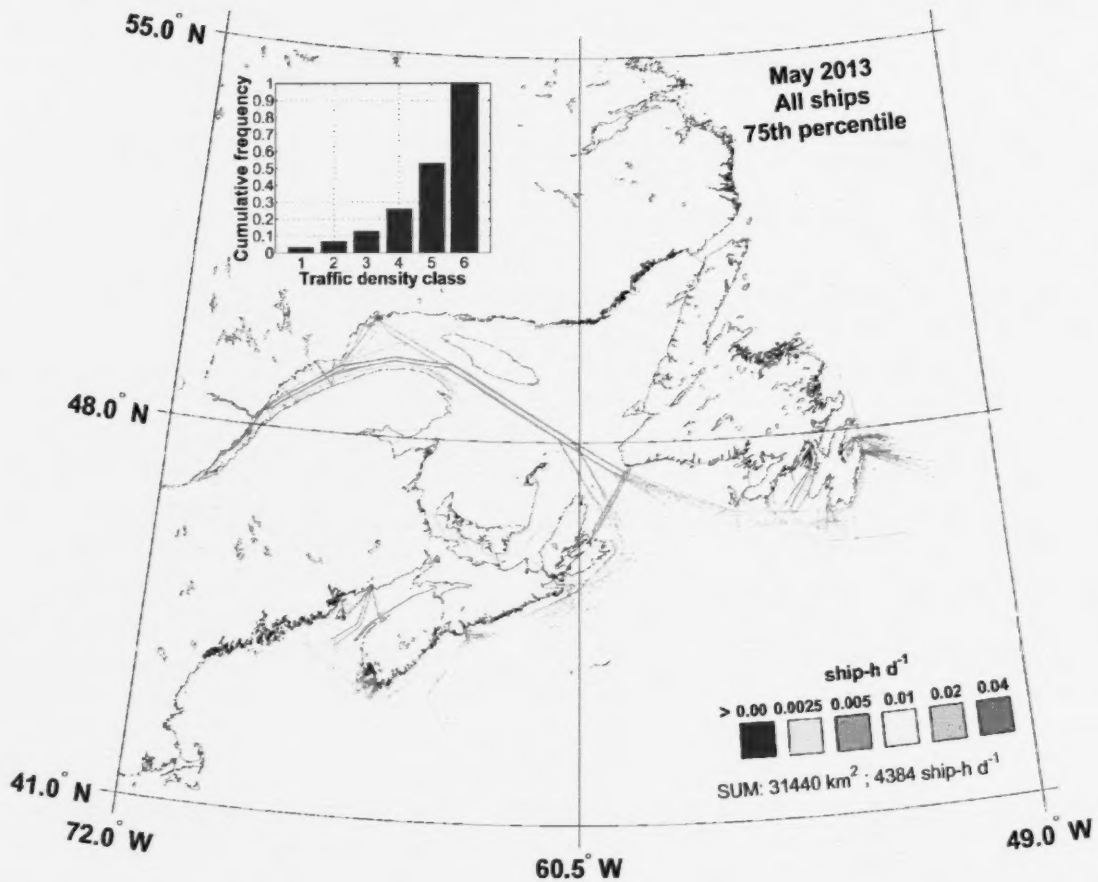 55.0° N
May 2013
All ships
75th percentile
Cumulative frequency
1
0.9
0.8
0.7
0.6
0.5
0.4
0.3
0.2
0.1
0
1 2 3 4 5 6
Traffic density class
48.0° N
ship-h d⁻¹
> 0.00 0.0025 0.005 0.01 0.02 0.04
SUM: 31440 km² ; 4384 ship-h d⁻¹
41.0° N
72.0° W
60.5° W
49.0° W